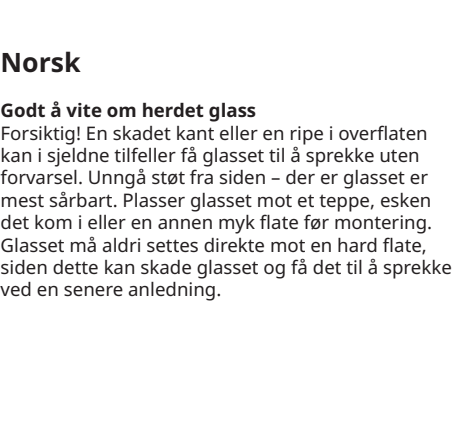 Norsk
Godt å vite om herdet glass
Forsiktig! En skadet kant eller en ripe i overflaten
kan i sjeldne tilfeller få glasset til å sprekke uten
forvarsel. Unngå støt fra siden – der er glasset er
mest sårbart. Plasser glasset mot et teppe, esken
det kom i eller en annen myk flate før montering.
Glasset må aldri settes direkte mot en hard flate,
siden dette kan skade glasset og få det til å sprekke
ved en senere anledning.